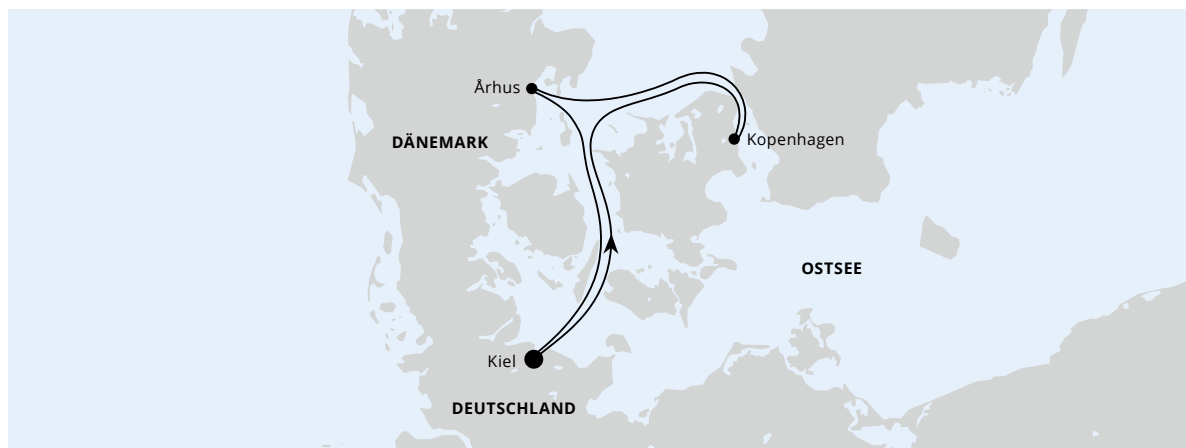 Århus
DÄNEMARK
Kopenhagen
OSTSEE
Kiel
DEUTSCHLAND